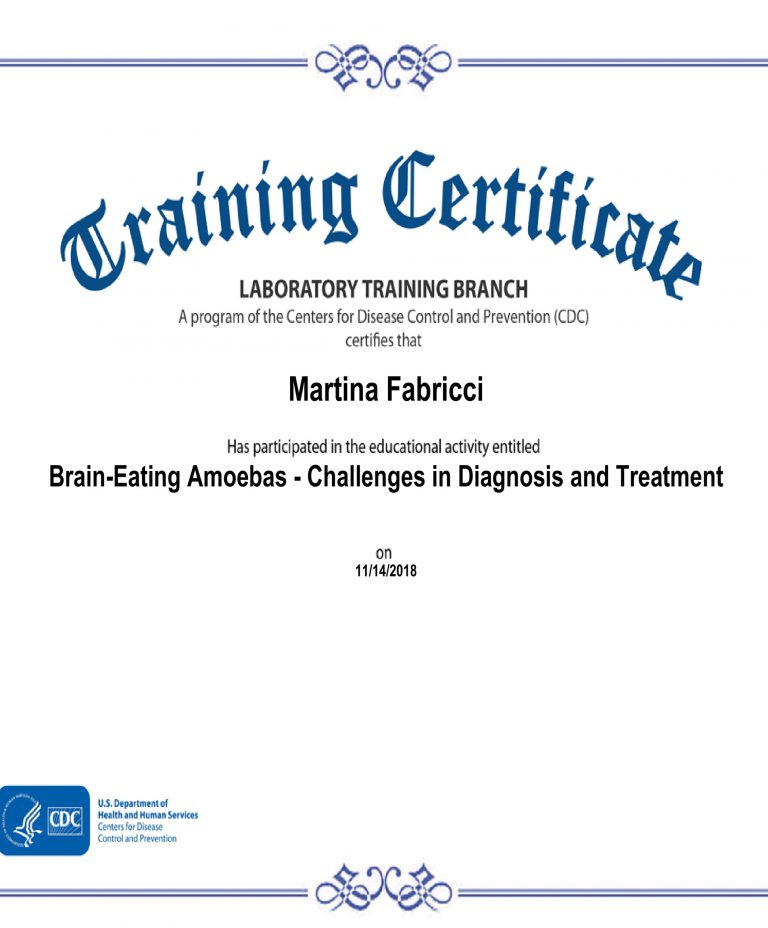 Training Certificate
LABORATORY TRAINING BRANCH
A program of the Centers for Disease Control and Prevention (CDC)
certifies that
Martina Fabricci
Has participated in the educational activity entitled
Brain-Eating Amoebas - Challenges in Diagnosis and Treatment
on
11/14/2018
CDC
U.S. Department of
Health and Human Services
Centers for Disease
Control and Prevention